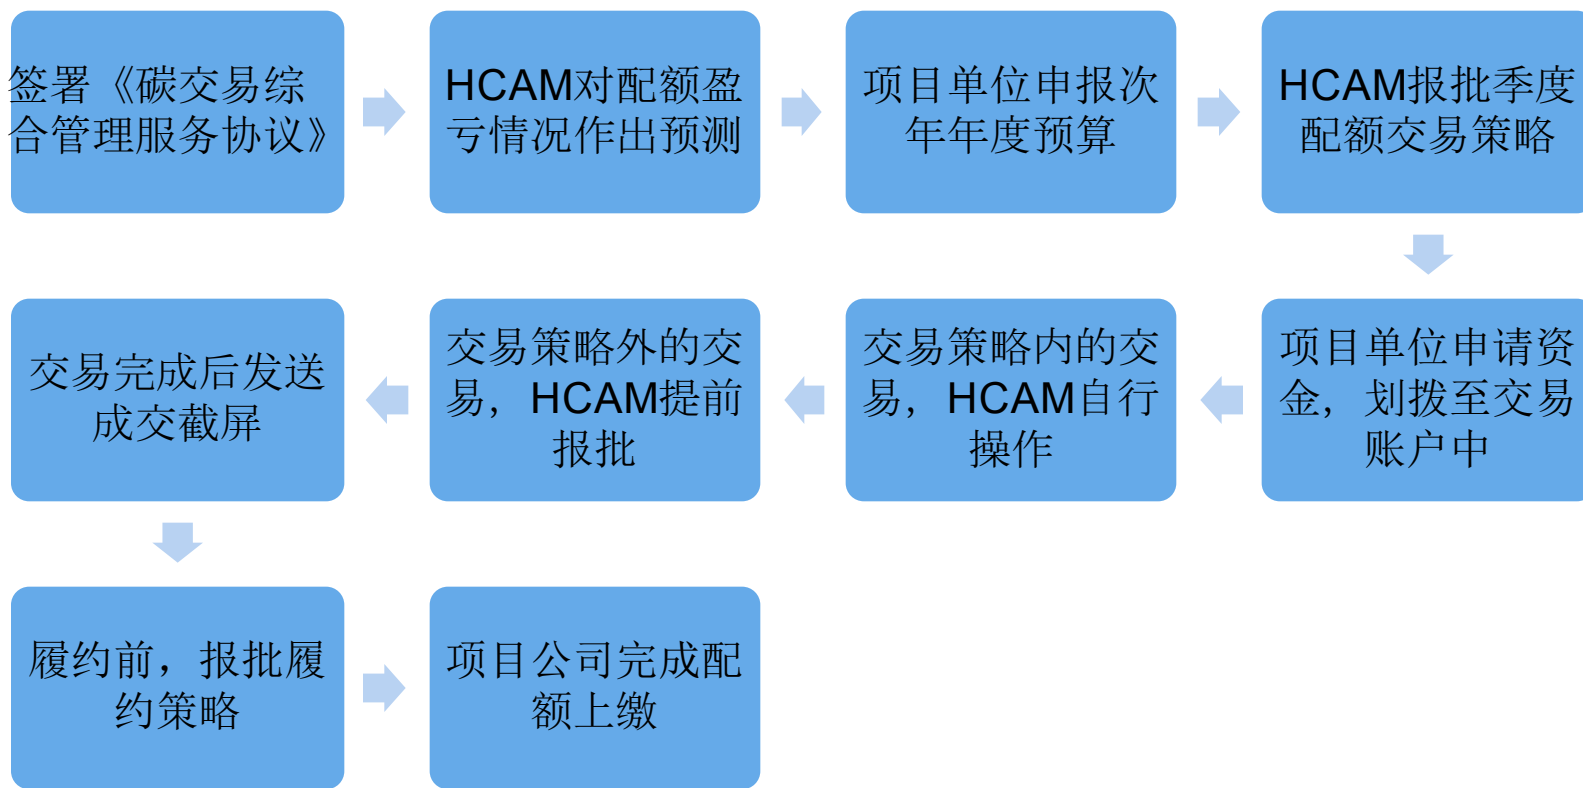 签署《碳交易综
合管理服务协议》
HCAM对配额盈
亏情况作出预测
项目单位申报次
年年度预算
HCAM报批季度
配额交易策略
项目单位申请资
金，划拨至交易
账户中
交易策略内的交
易，HCAM自行
操作
交易策略外的交
易，HCAM提前
报批
交易完成后发送
成交截屏
履约前，报批履
约策略
项目公司完成配
额上缴